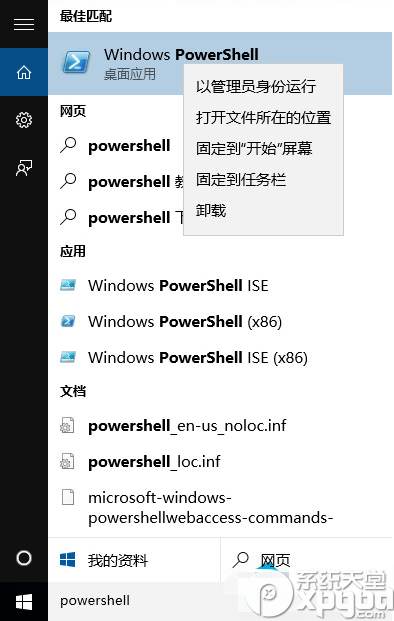 最佳匹配
Windows PowerShell
桌面应用
以管理员身份运行
打开文件所在的位置
固定到“开始”屏幕
固定到任务栏
卸载
网页
powershell
powershell
powershell
应用
Windows PowerShell ISE
Windows PowerShell (x86)
Windows PowerShell ISE (x86)
文档
powershell_en-us_noloc.inf
powershell_loc.inf
microsoft-windows-
powershellwebaccess-commands-
我的资料
网页
powershell
系统天堂
xpgod.com